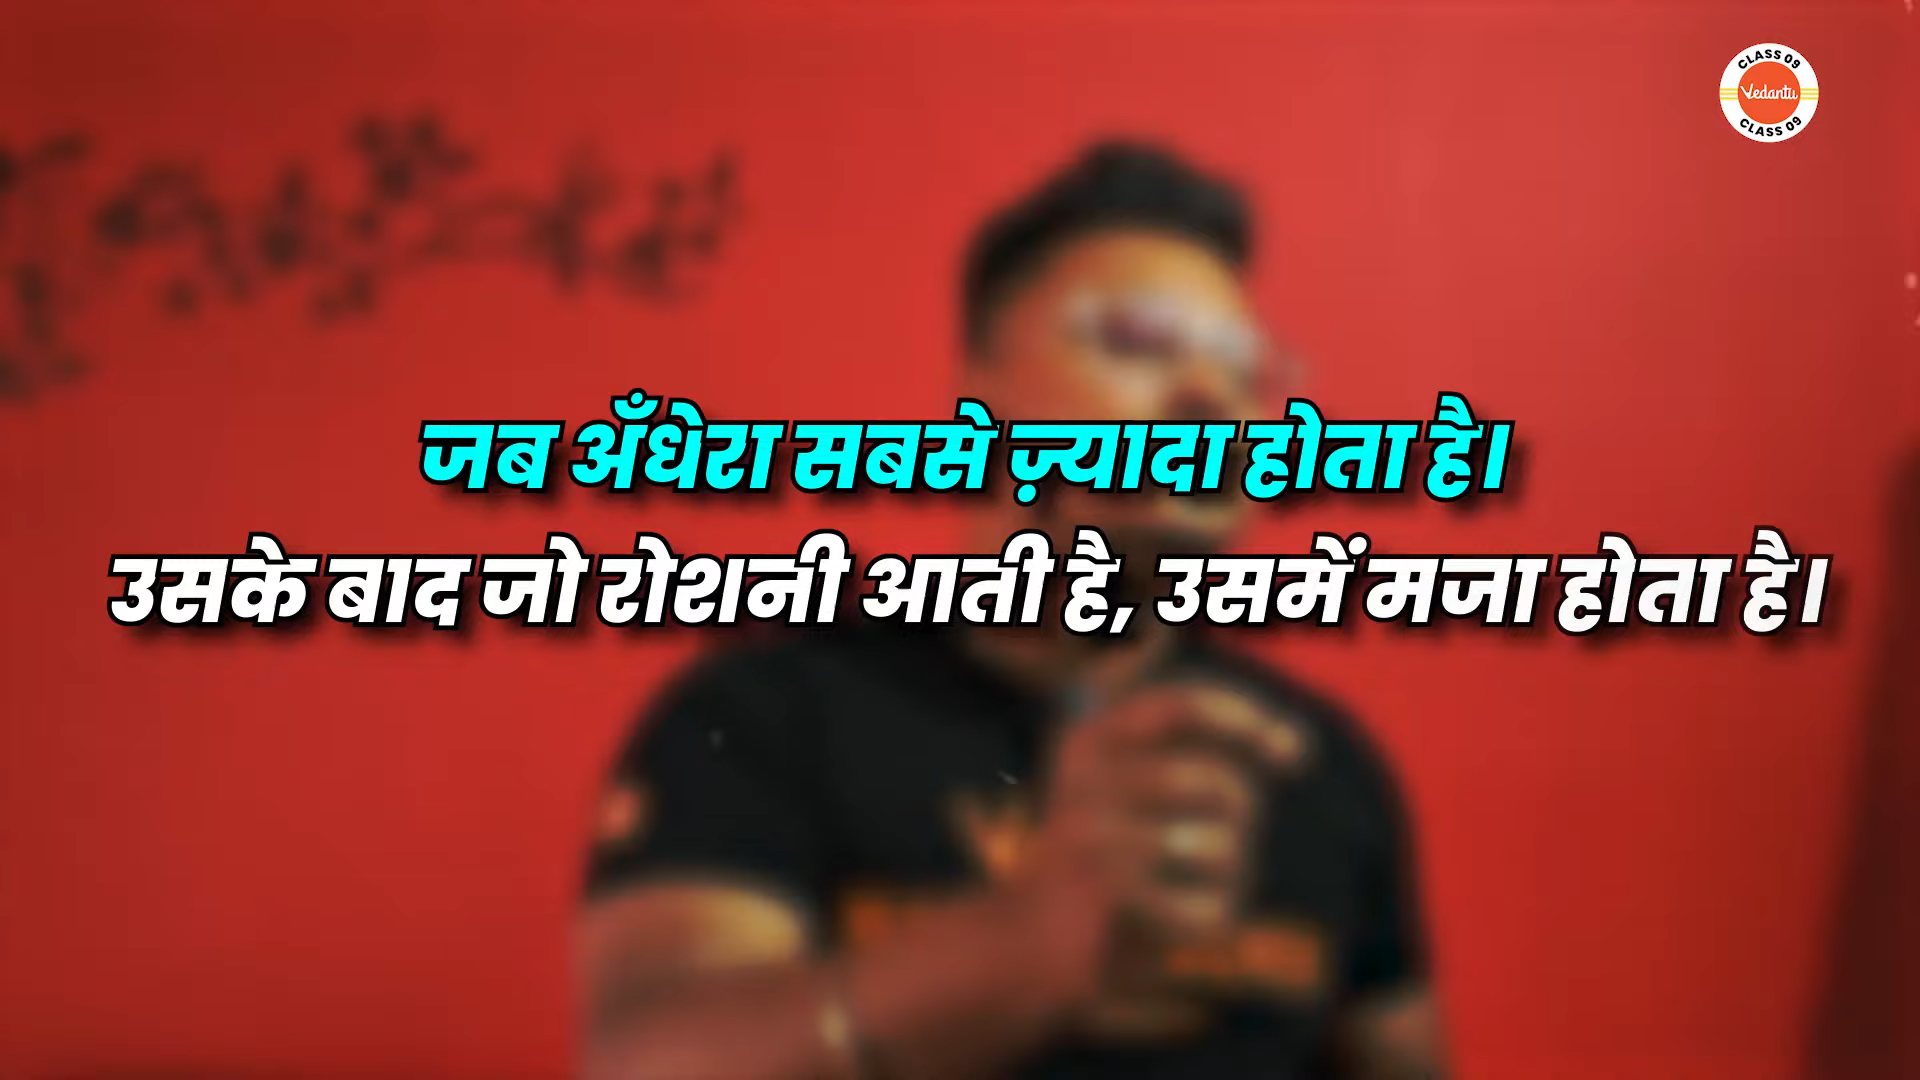 CLASS 09
Vedantu
CLASS 09
जब अँधेरा सबसे ज़्यादा होता है।
उसके बाद जो रोशनी आती है, उसमें मजा होता है।